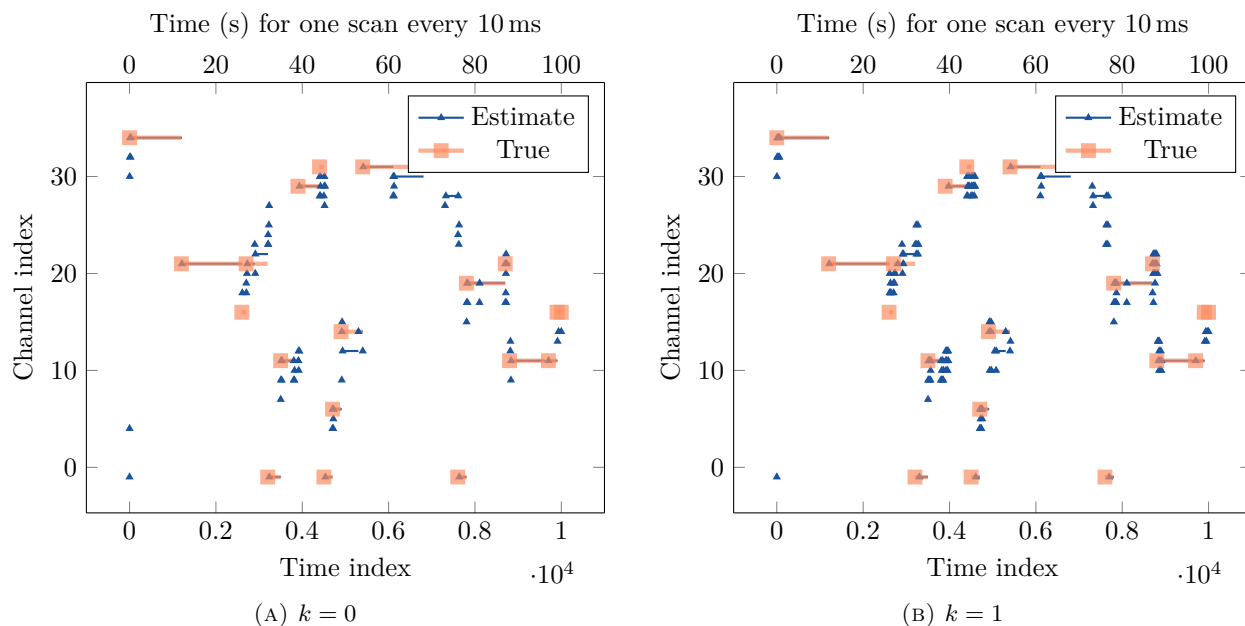 Time (s) for one scan every 10 ms
0 20 40 60 80 100
Estimate
True
30
20
10
0
Channel index
0 0.2 0.4 0.6 0.8 1
·10⁴
Time index
(A) k = 0
Time (s) for one scan every 10 ms
0 20 40 60 80 100
Estimate
True
30
20
10
0
Channel index
0 0.2 0.4 0.6 0.8 1
·10⁴
Time index
(B) k = 1